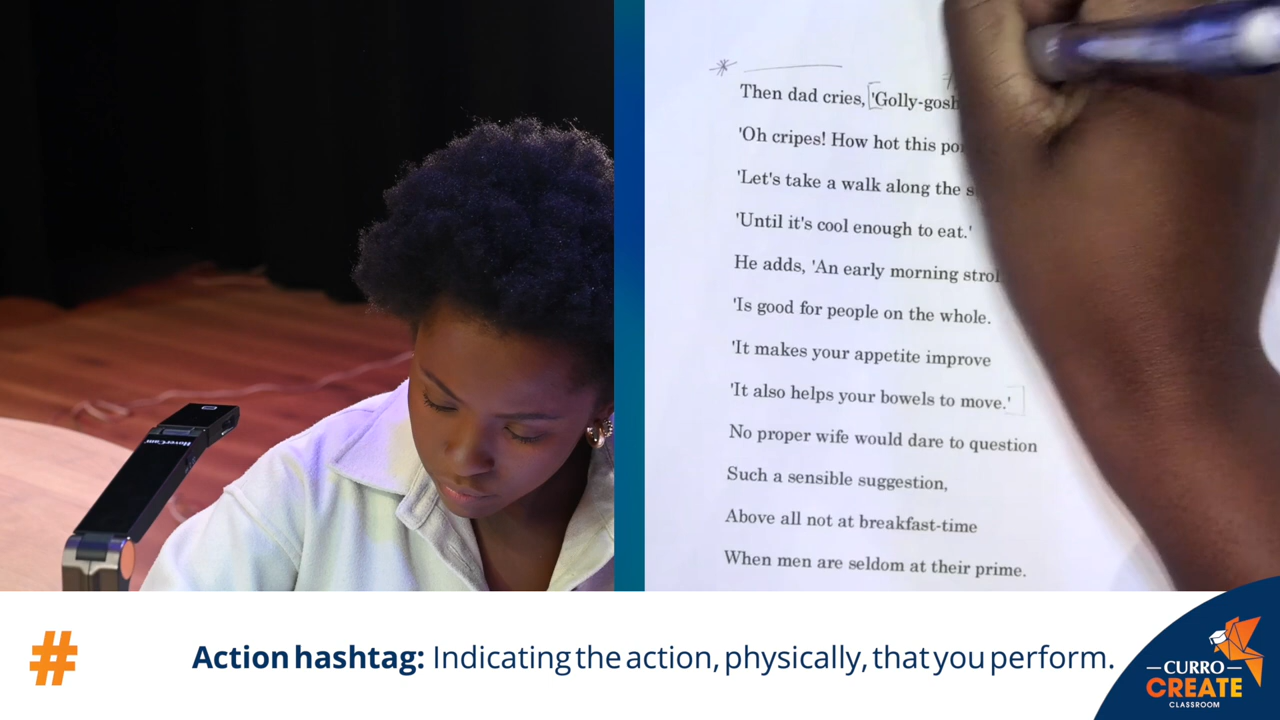 Then dad cries, 'Golly-gosh
'Oh cripes! How hot this
'Let's take a walk along the
'Until it's cool enough to eat.'
He adds, 'An early morning
'Is good for people on the whole.
'It makes your appetite improve
'It also helps your bowels to move.'
No proper wife would dare to question
Such a sensible suggestion,
Above all not at breakfast-time
When men are seldom at their prime.
HoverCam
# Action hashtag: Indicating the action, physically, that you perform.
CURRO
CREATE
CLASSROOM